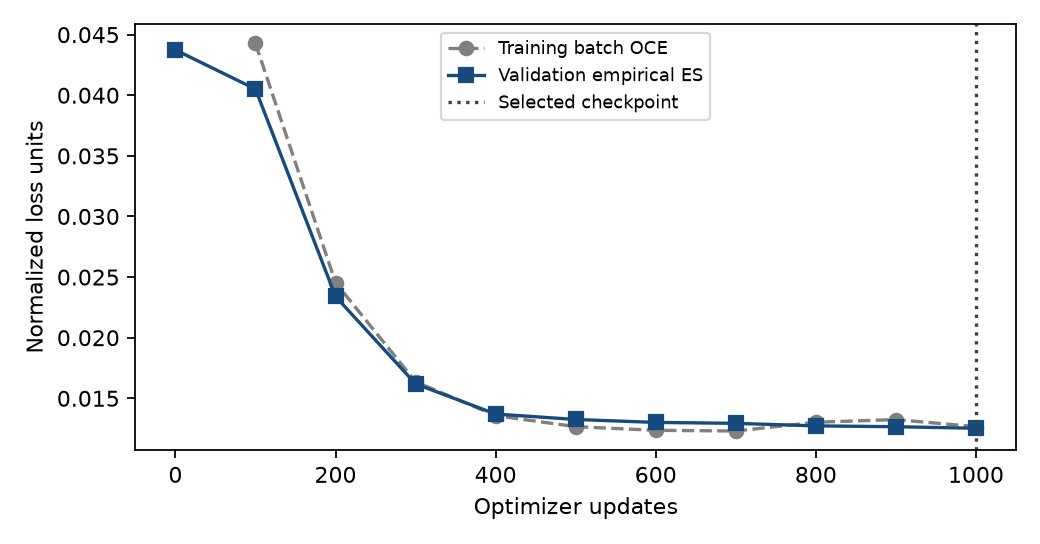 0.045
0.040
0.035
0.030
0.025
0.020
0.015
Normalized loss units
Training batch OCE
Validation empirical ES
Selected checkpoint
0 200 400 600 800 1000
Optimizer updates